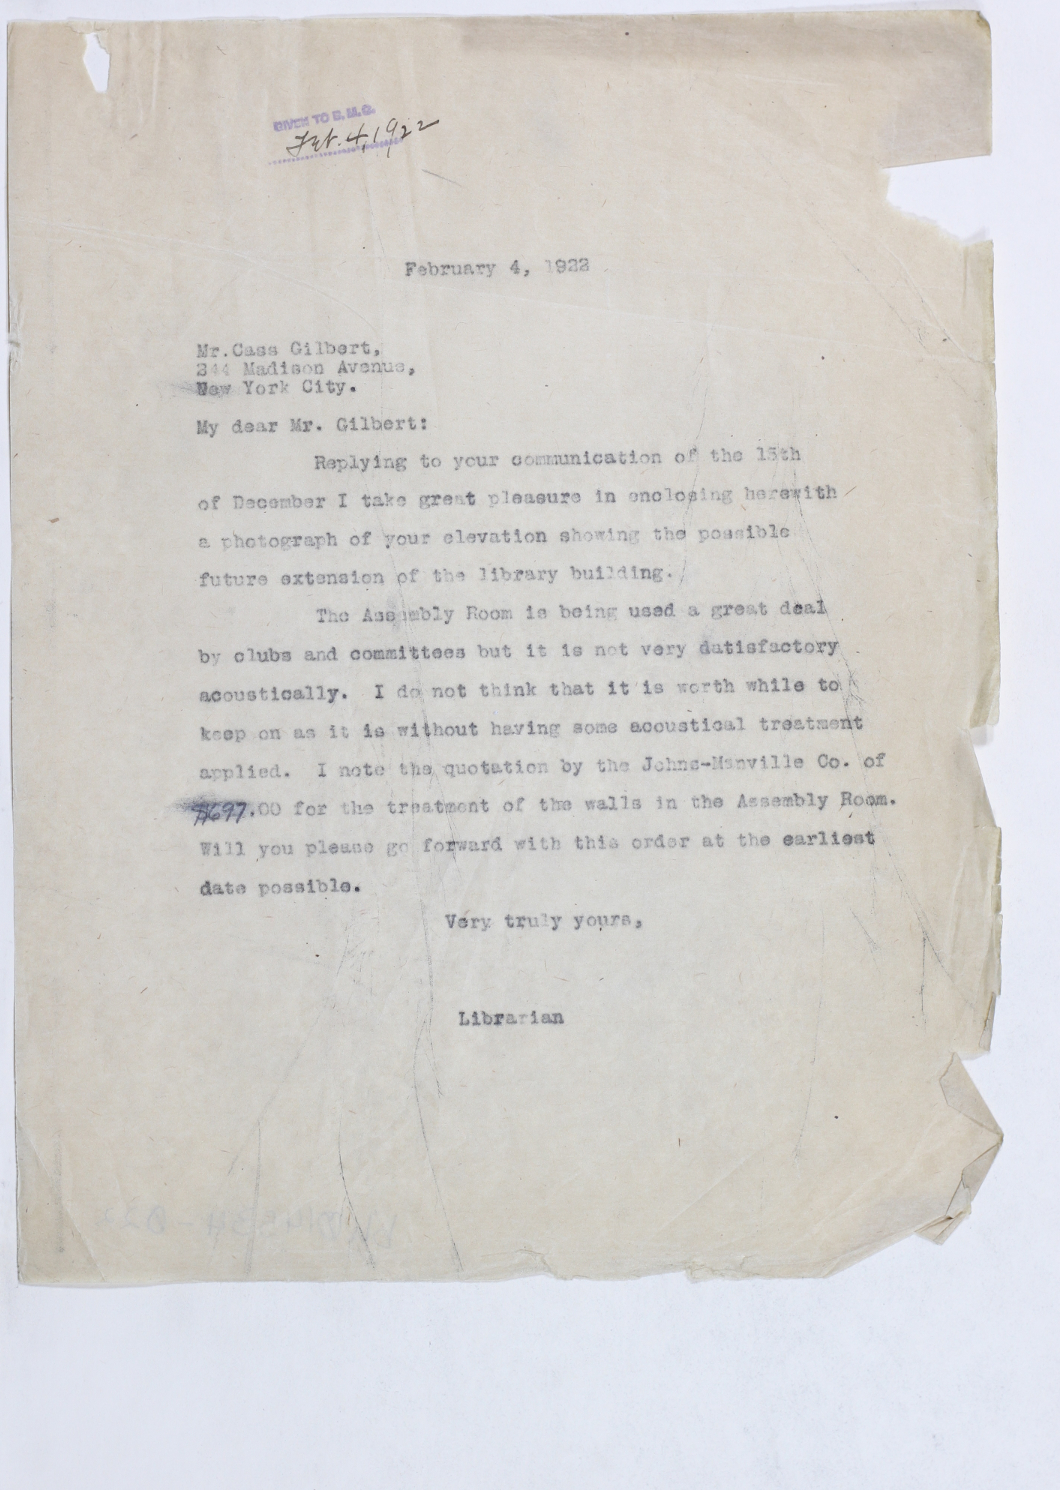 GIVEN TO S.M.Q.
Feb. 4, 1922
February 4, 1922
Mr.Cass Gilbert,
244 Madison Avenue,
New York City.
My dear Mr. Gilbert:
Replying to your communication of the 15th
of December I take great pleasure in enclosing herewith
a photograph of your elevation showing the possible
future extension of the library building.
The Assembly Room is being used a great deal
by clubs and committees but it is not very datisfactory
acoustically. I do not think that it is worth while to
keep on as it is without having some acoustical treatment
applied. I note the quotation by the Johns-Manville Co. of
$697.00 for the treatment of the walls in the Assembly Room.
Will you please go forward with this order at the earliest
date possible.
Very truly yours,
Librarian